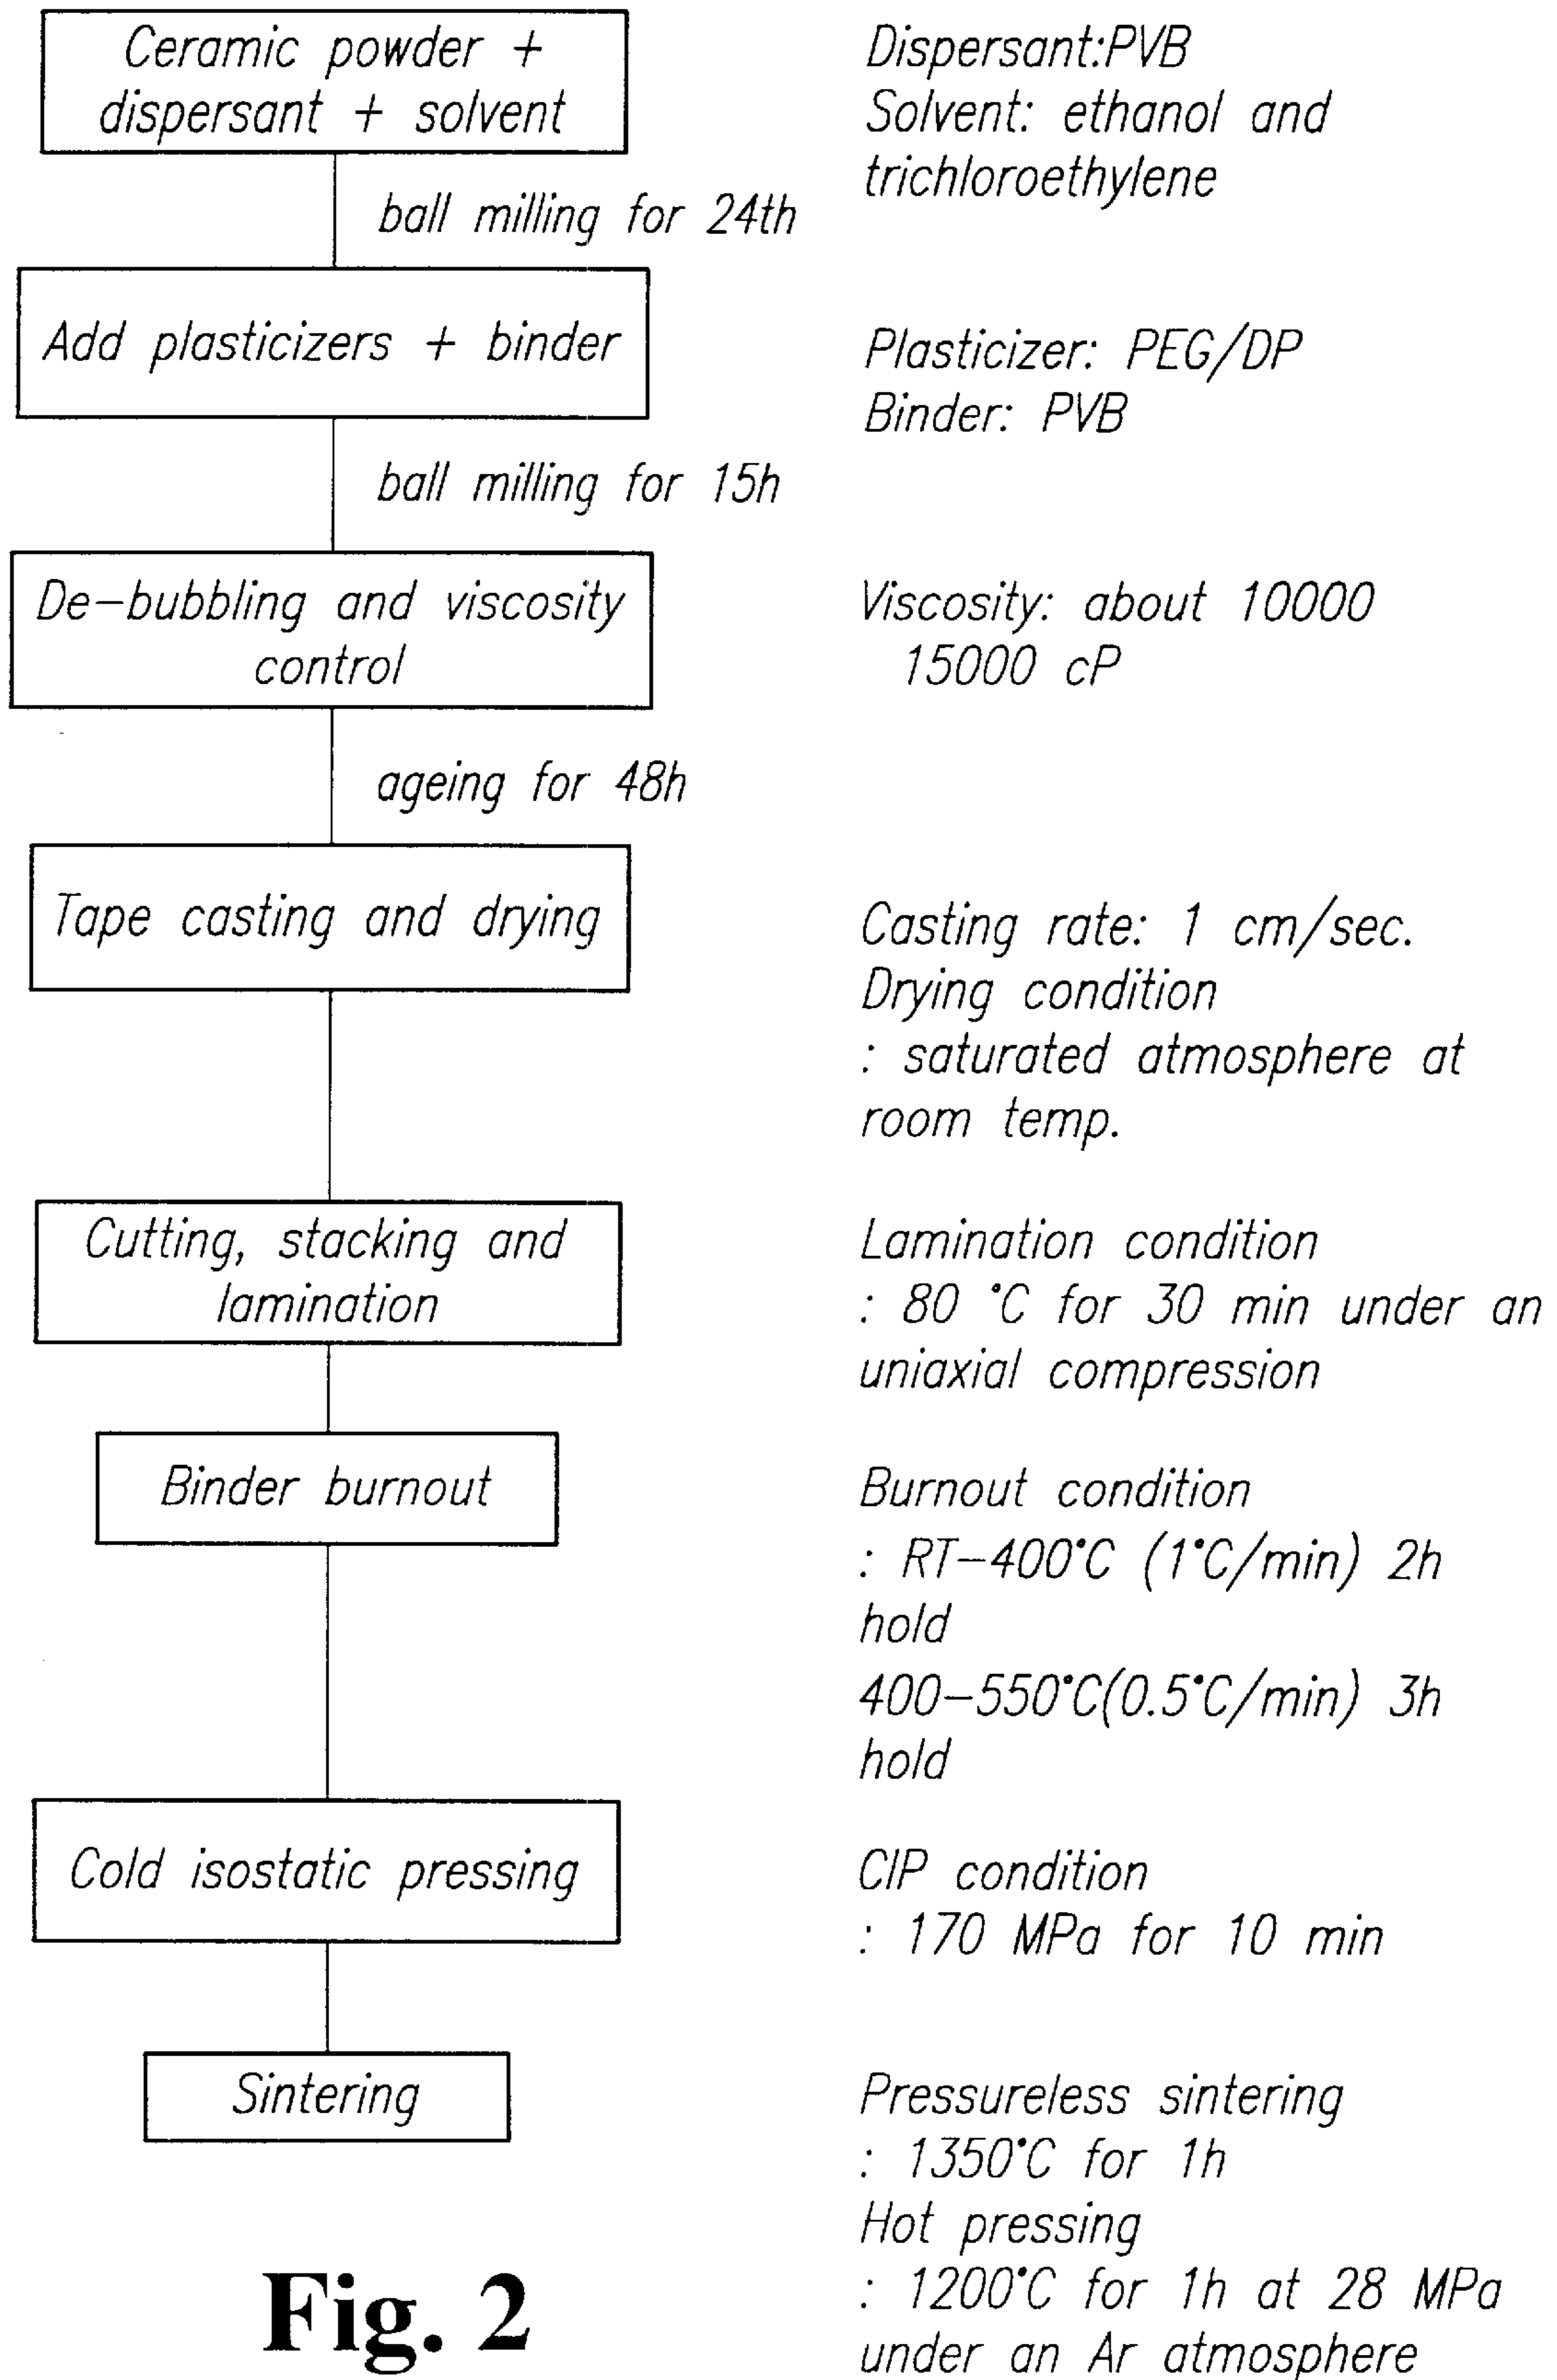 Ceramic powder +
dispersant + solvent
Dispersant:PVB
Solvent: ethanol and
trichloroethylene
ball milling for 24th
Add plasticizers + binder
Plasticizer: PEG/DP
Binder: PVB
ball milling for 15h
De-bubbling and viscosity
control
Viscosity: about 10000
15000 cP
ageing for 48h
Tape casting and drying
Casting rate: 1 cm/sec.
Drying condition
: saturated atmosphere at
room temp.
Cutting, stacking and
lamination
Lamination condition
: 80 °C for 30 min under an
uniaxial compression
Binder burnout
Burnout condition
: RT-400°C (1°C/min) 2h
hold
400-550°C(0.5°C/min) 3h
hold
Cold isostatic pressing
CIP condition
: 170 MPa for 10 min
Sintering
Pressureless sintering
: 1350°C for 1h
Hot pressing
: 1200°C for 1h at 28 MPa
under an Ar atmosphere
Fig. 2